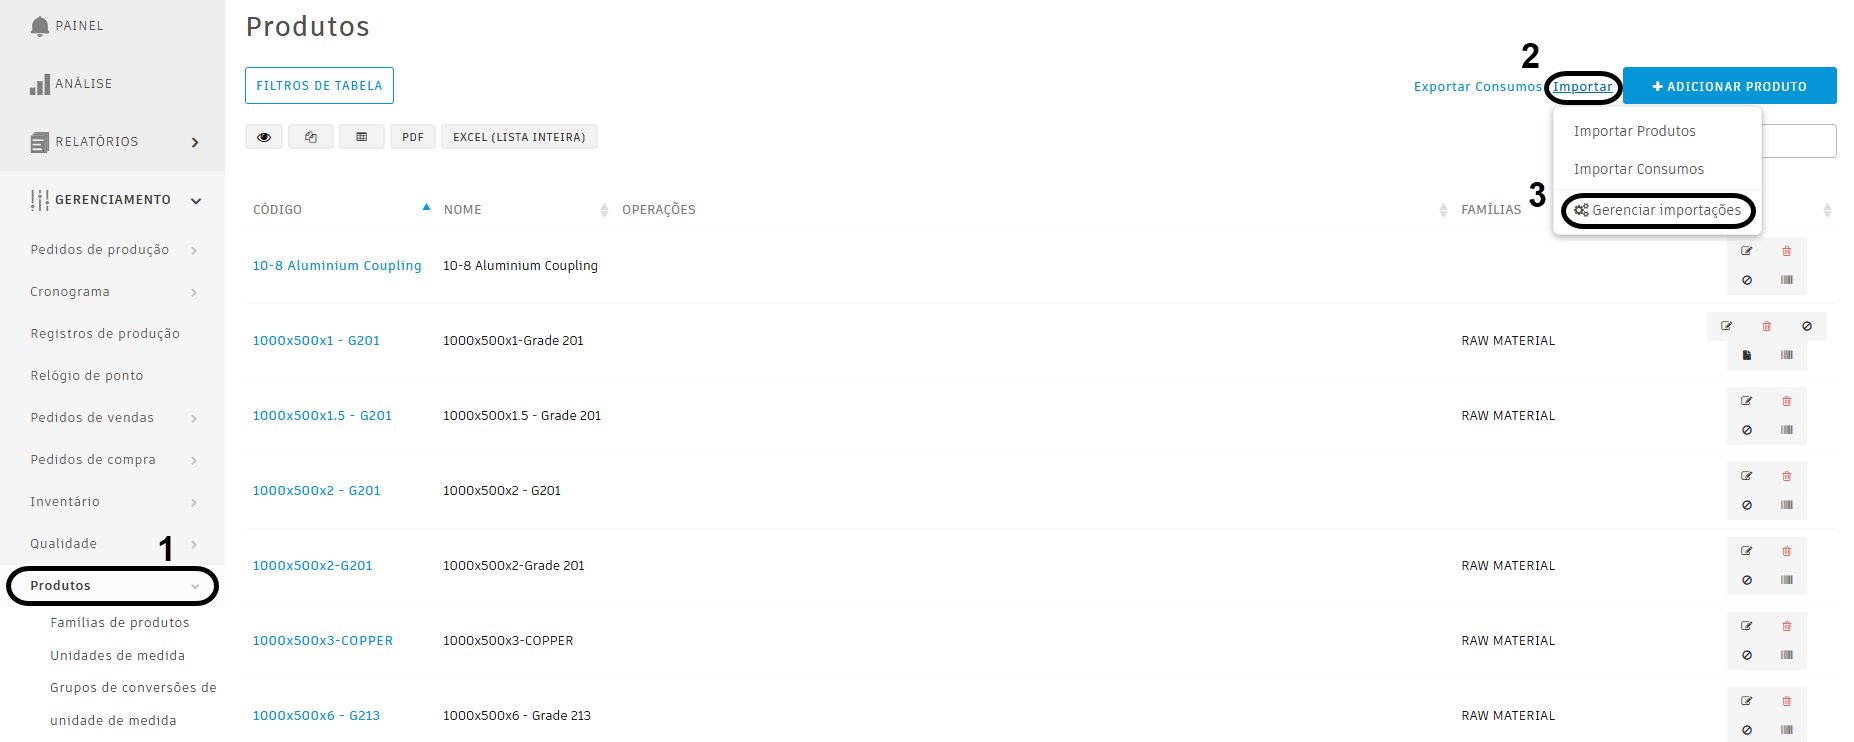 PAINEL
ANÁLISE
RELATÓRIOS
GERENCIAMENTO
Pedidos de produção
Cronograma
Registros de produção
Relógio de ponto
Pedidos de vendas
Pedidos de compra
Inventário
Qualidade
1
Produtos
Famílias de produtos
Unidades de medida
Grupos de conversões de
unidade de medida
Produtos
FILTROS DE TABELA
2
Exportar Consumos Importar + ADICIONAR PRODUTO
PDF EXCEL (LISTA INTEIRA)
Importar Produtos
Importar Consumos
3
Gerenciar importações
CÓDIGO NOME OPERAÇÕES FAMÍLIAS
10-8 Aluminium Coupling 10-8 Aluminium Coupling
1000x500x1 - G201 1000x500x1-Grade 201 RAW MATERIAL
1000x500x1.5 - G201 1000x500x1.5 - Grade 201 RAW MATERIAL
1000x500x2 - G201 1000x500x2 - G201
1000x500x2-G201 1000x500x2-Grade 201 RAW MATERIAL
1000x500x3-COPPER 1000x500x3-COPPER RAW MATERIAL
1000x500x6 - G213 1000x500x6 - Grade 213 RAW MATERIAL